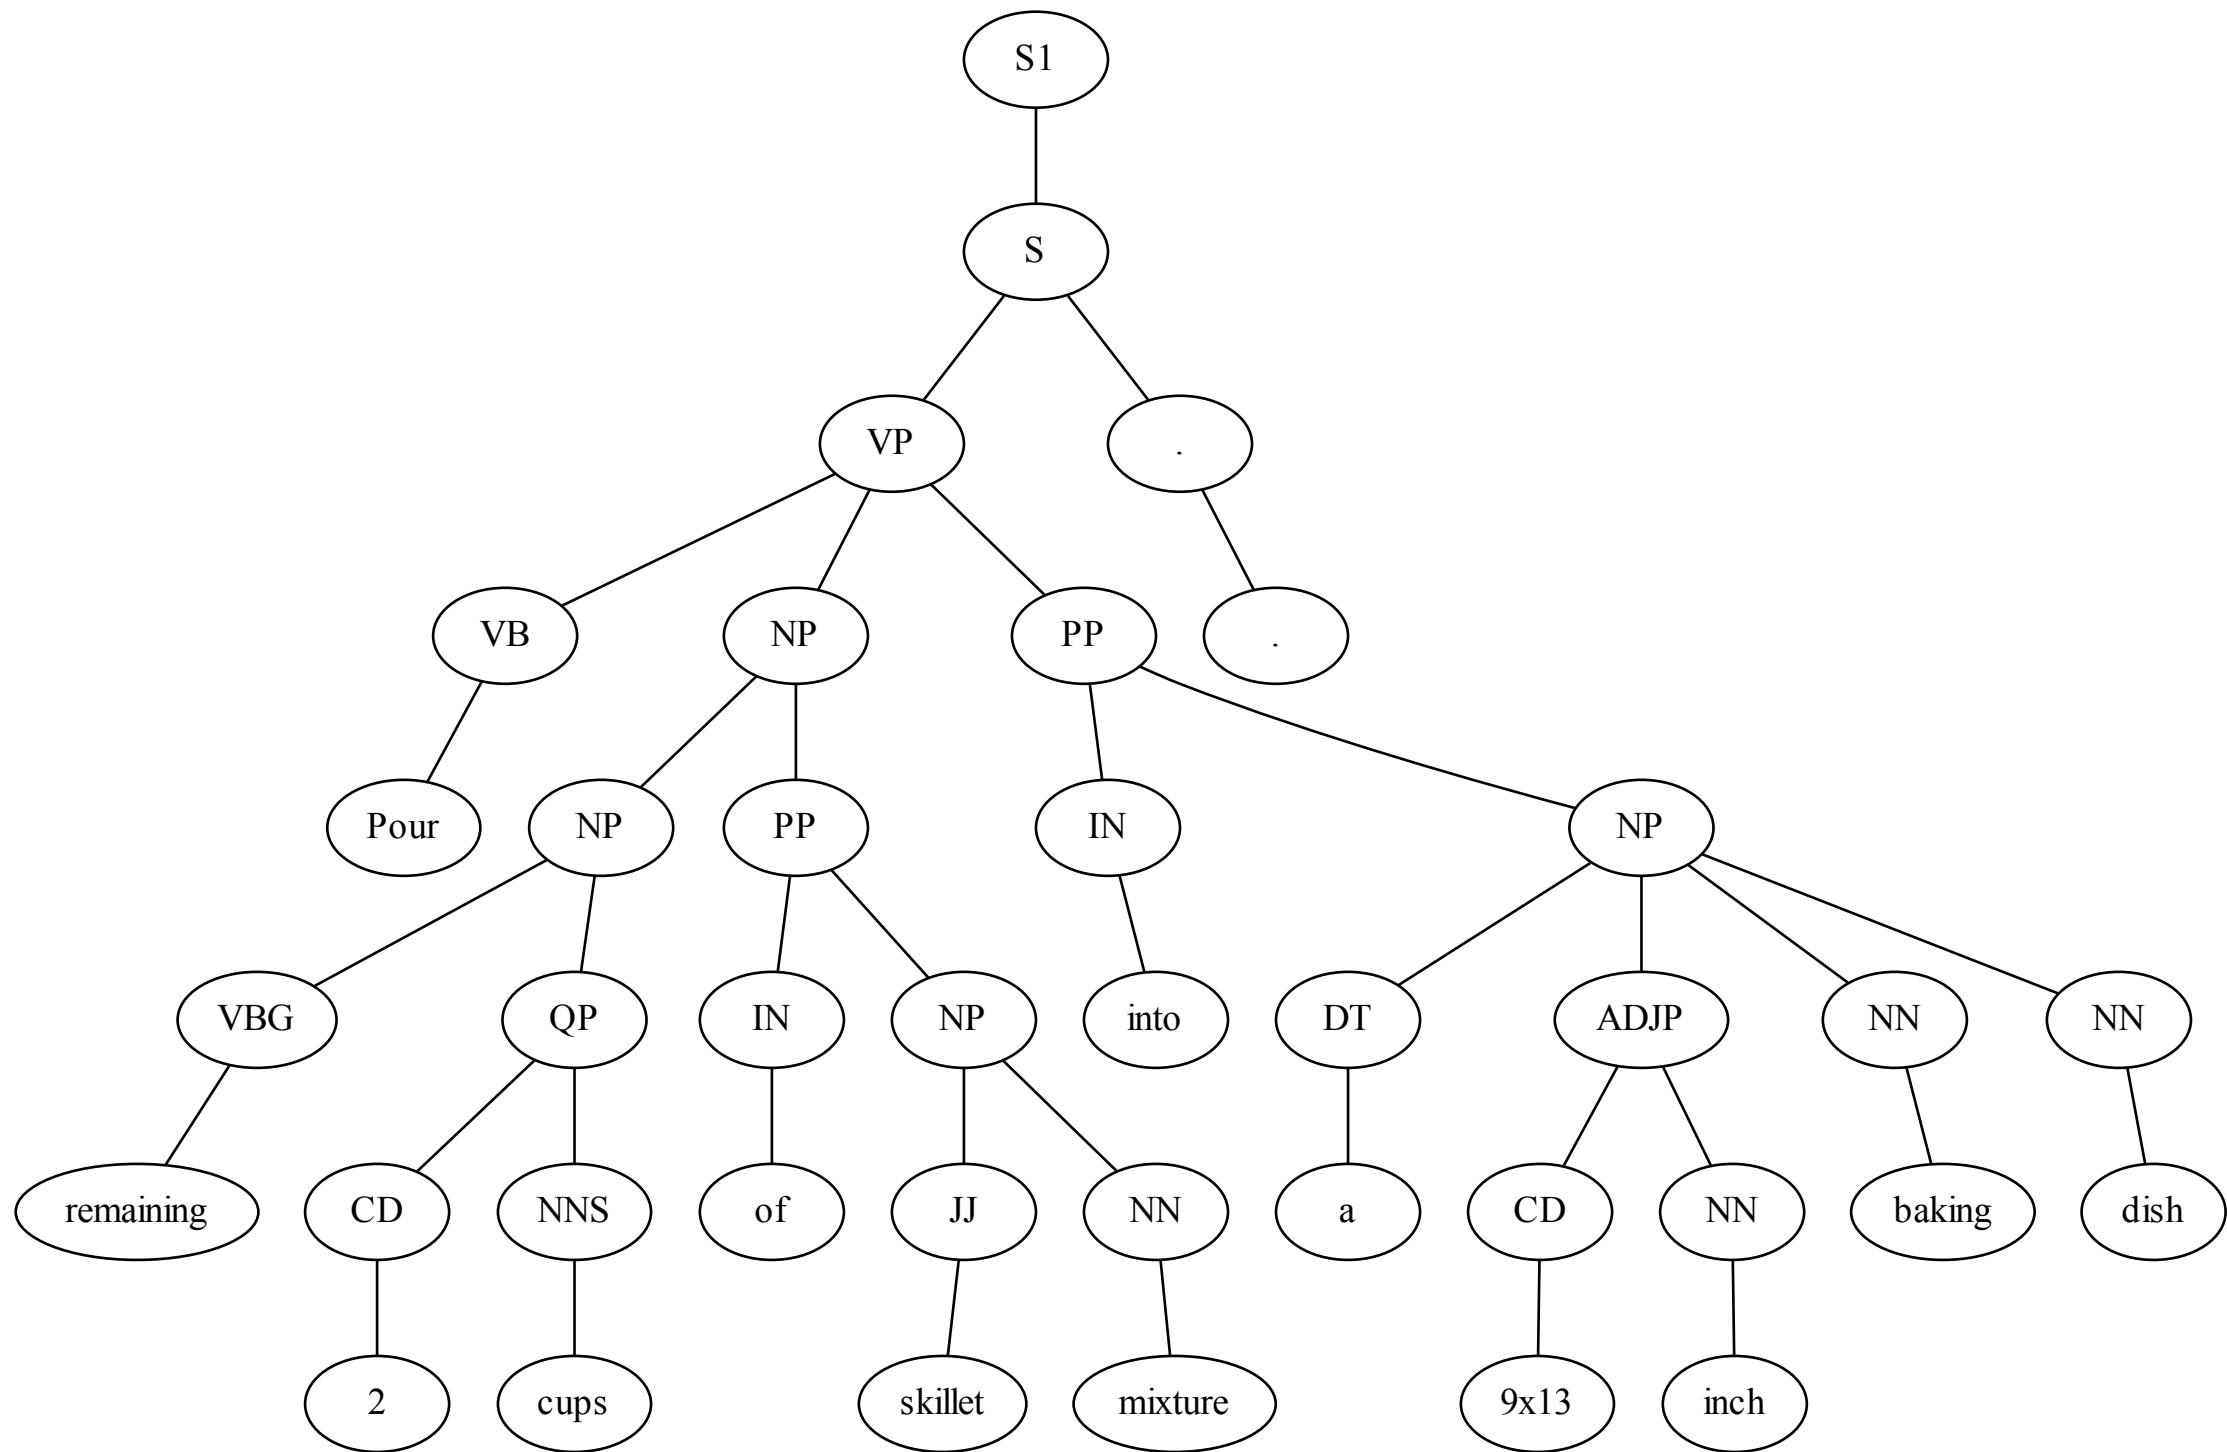 S1
S
VP .
VB NP PP .
Pour NP PP IN NP
VBG QP IN NP into DT ADJP NN NN
remaining CD NNS of JJ NN a CD NN baking dish
2 cups skillet mixture 9x13 inch